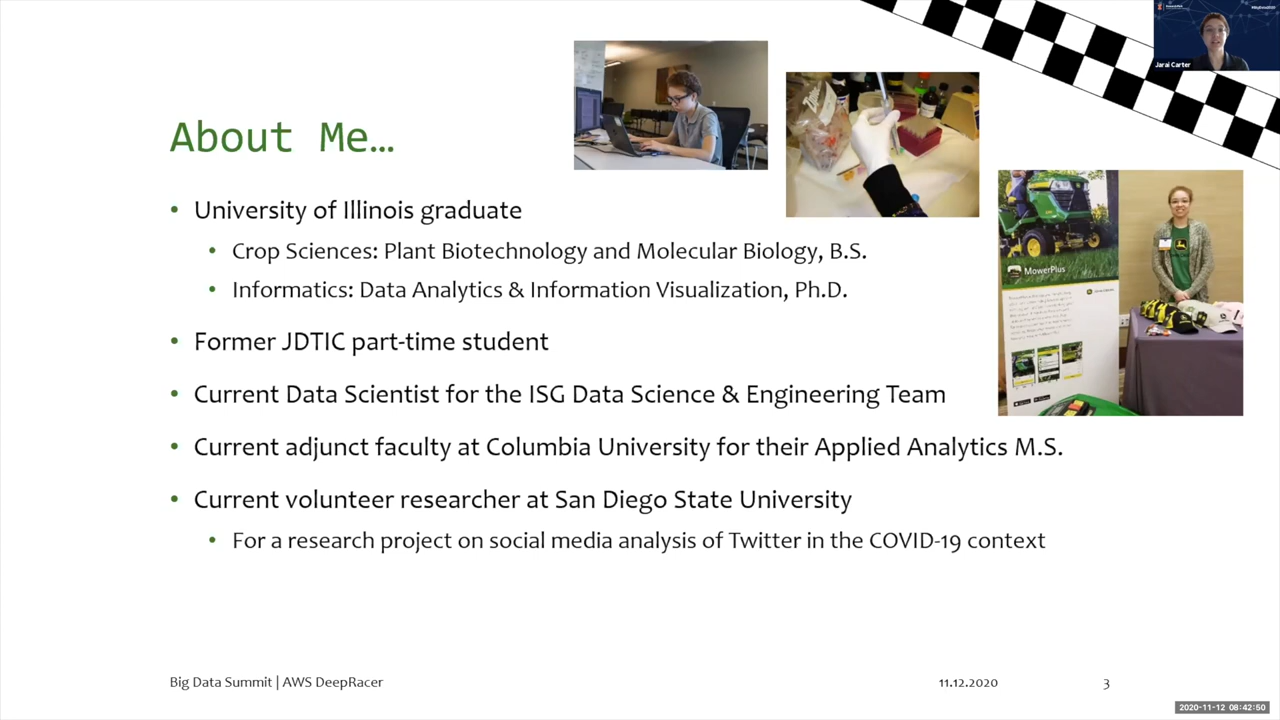 Jarai Carter
About Me…
• University of Illinois graduate
• Crop Sciences: Plant Biotechnology and Molecular Biology, B.S.
• Informatics: Data Analytics & Information Visualization, Ph.D.
• Former JDTIC part-time student
• Current Data Scientist for the ISG Data Science & Engineering Team
• Current adjunct faculty at Columbia University for their Applied Analytics M.S.
• Current volunteer researcher at San Diego State University
• For a research project on social media analysis of Twitter in the COVID-19 context
MowerPlus
Big Data Summit | AWS DeepRacer
11.12.2020
3
2020-11-12 08:42:50